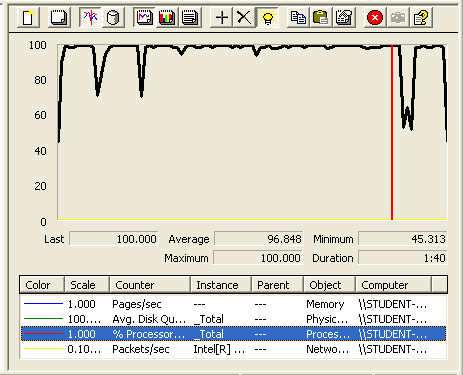 100
80
60
40
20
0
Last 100.000 Average 96.848 Minimum 45.313
Maximum 100.000 Duration 1:40
Color Scale Counter Instance Parent Object Computer
1.000 Pages/sec --- --- Memory \\STUDENT-...
100.... Avg. Disk Qu... _Total --- Physic... \\STUDENT-...
1.000 % Processor... _Total --- Proces... \\STUDENT-...
0.10... Packets/sec Intel[R] ... --- Netwo... \\STUDENT-...